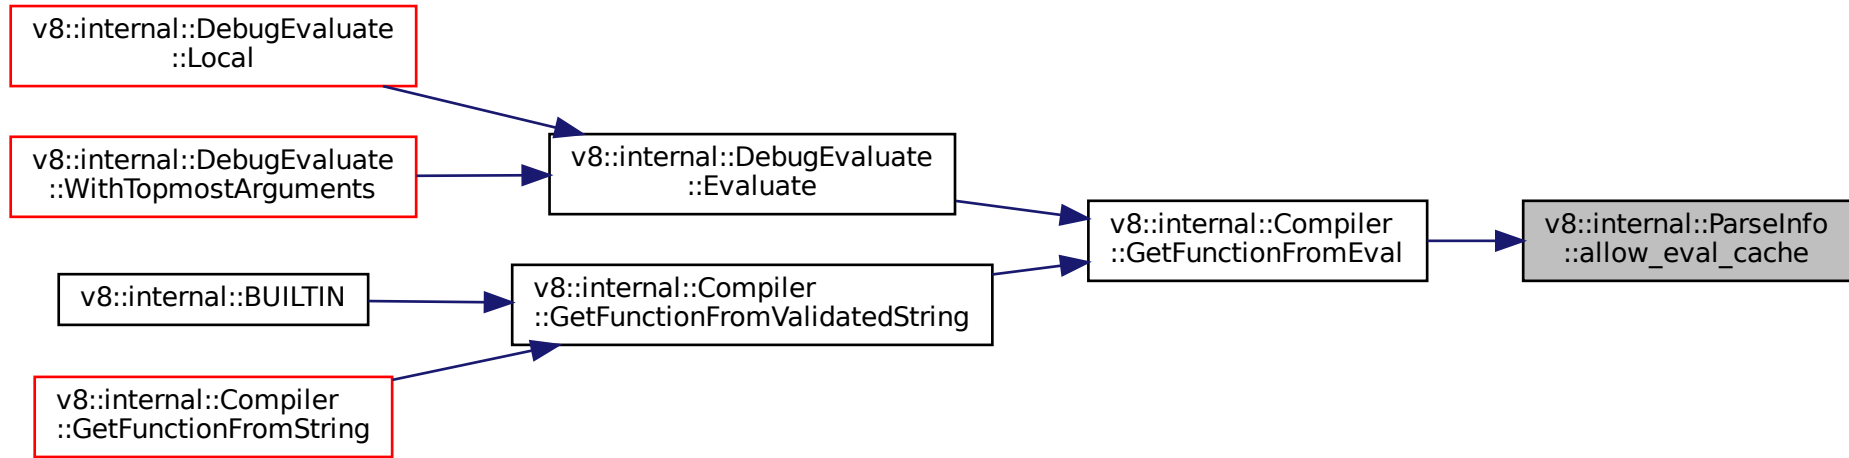 v8::internal::DebugEvaluate
::Local
v8::internal::DebugEvaluate
::WithTopmostArguments
v8::internal::DebugEvaluate
::Evaluate
v8::internal::BUILTIN
v8::internal::Compiler
::GetFunctionFromValidatedString
v8::internal::Compiler
::GetFunctionFromString
v8::internal::Compiler
::GetFunctionFromEval
v8::internal::ParseInfo
::allow_eval_cache